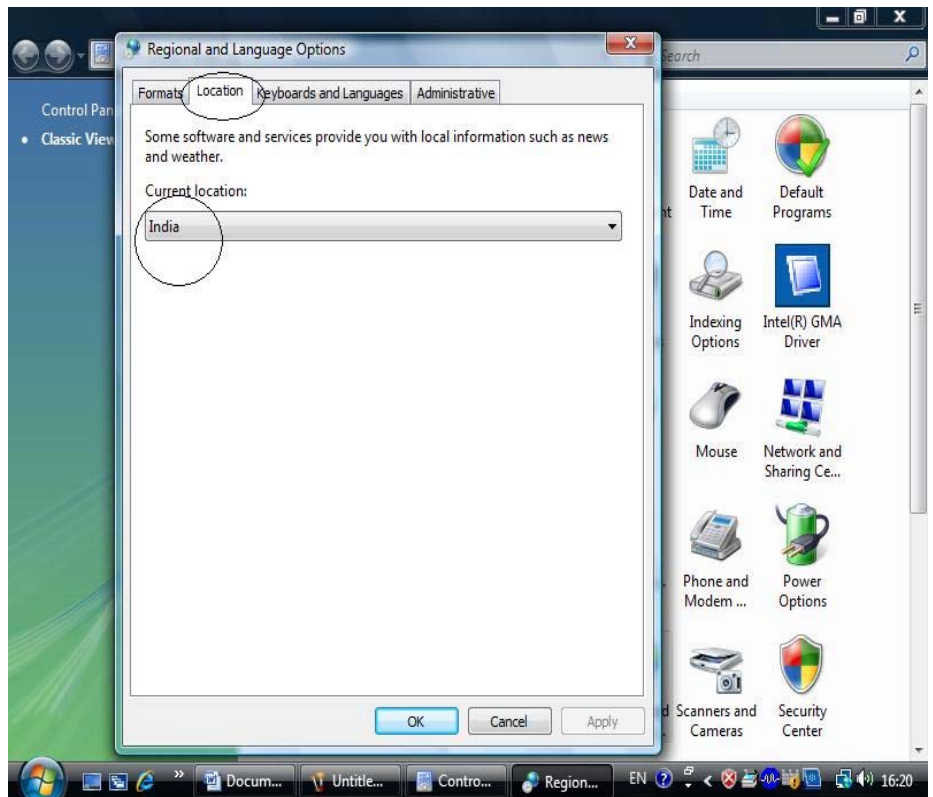 Regional and Language Options
Search
Formats Location Keyboards and Languages Administrative
Control Pan
Classic View
Some software and services provide you with local information such as news
and weather.
Current location:
India
Date and
Time
Default
Programs
nt
Indexing
Options
Intel(R) GMA
Driver
Mouse
Network and
Sharing Ce...
Phone and
Modem ...
Power
Options
Scanners and
Cameras
Security
Center
OK Cancel Apply
Docum... Untitle... Contro... Region... EN 16:20